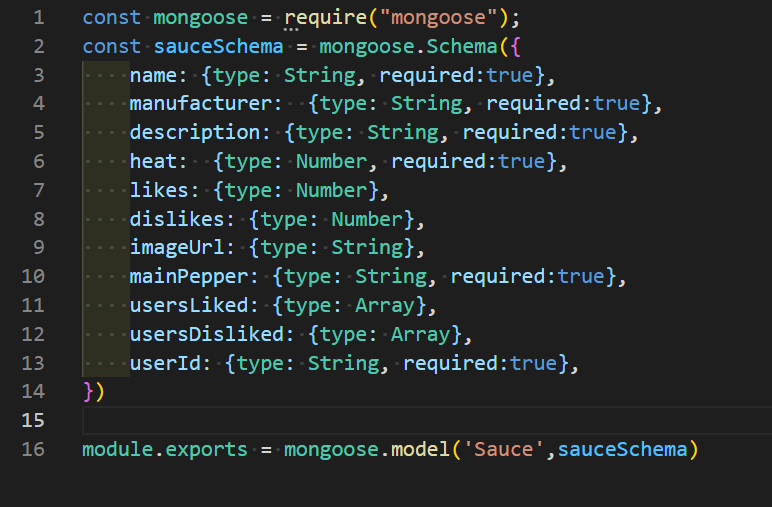 1 const mongoose = require("mongoose");
2 const sauceSchema = mongoose.Schema({
3     name: {type: String, required:true},
4     manufacturer:  {type: String, required:true},
5     description: {type: String, required:true},
6     heat:  {type: Number, required:true},
7     likes: {type: Number},
8     dislikes: {type: Number},
9     imageUrl: {type: String},
10     mainPepper: {type: String, required:true},
11     usersLiked: {type: Array},
12     usersDisliked: {type: Array},
13     userId: {type: String, required:true},
14 })
15
16 module.exports = mongoose.model('Sauce',sauceSchema)